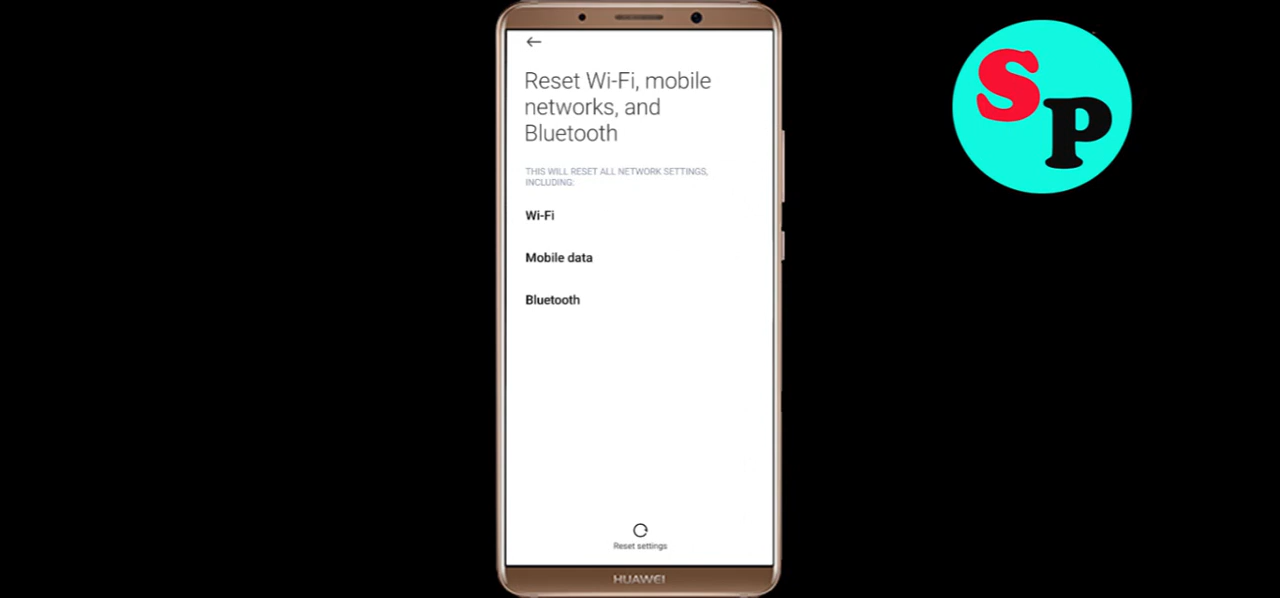 Reset Wi-Fi, mobile
networks, and
Bluetooth
THIS WILL RESET ALL NETWORK SETTINGS,
INCLUDING:
Wi-Fi
Mobile data
Bluetooth
Reset settings
HUAWEI
SP